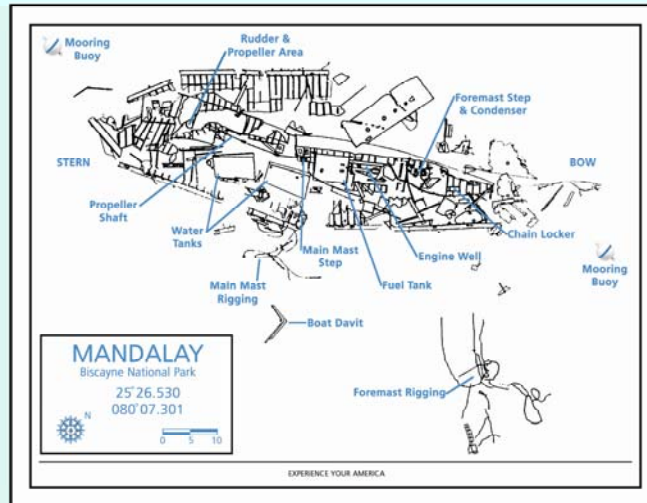 Mooring
Buoy
Rudder &
Propeller Area
Foremast Step
& Condenser
STERN
BOW
Propeller
Shaft
Water
Tanks
Main Mast
Step
Engine Well
Chain Locker
Main Mast
Rigging
Fuel Tank
Mooring
Buoy
Boat Davit
Foremast Rigging
MANDALAY
Biscayne National Park
25°26.530
080°07.301
N
0 5 10
EXPERIENCE YOUR AMERICA